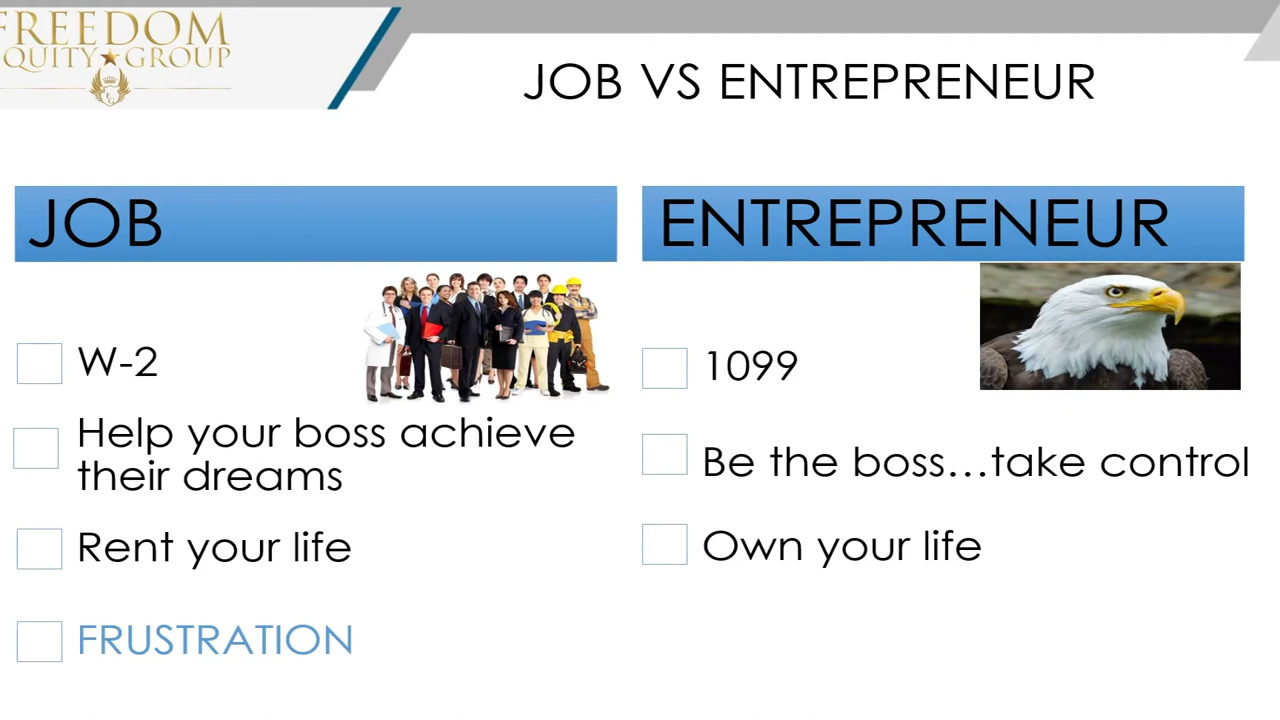 FREEDOM
QUITY GROUP
JOB VS ENTREPRENEUR
JOB
W-2
Help your boss achieve
their dreams
Rent your life
FRUSTRATION
ENTREPRENEUR
1099
Be the boss…take control
Own your life